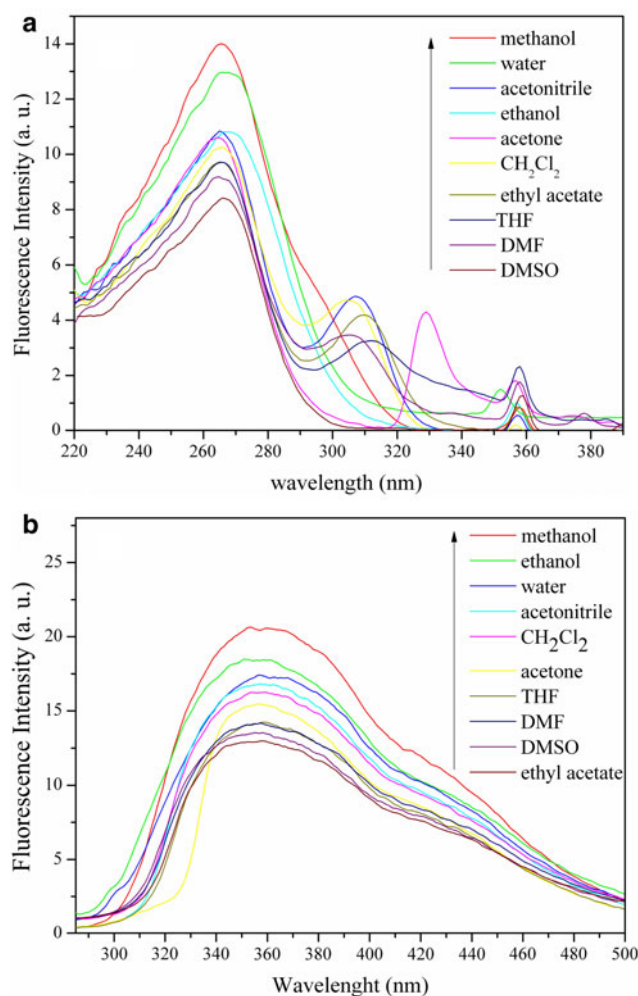 a
14
12
10
8
6
4
2
0
Fluorescence Intensity (a. u.)
methanol
water
acetonitrile
ethanol
acetone
CH2Cl2
ethyl acetate
THF
DMF
DMSO
220 240 260 280 300 320 340 360 380
wavelength (nm)
b
25
20
15
10
5
0
Fluorescence Intensity (a. u.)
methanol
ethanol
water
acetonitrile
CH2Cl2
acetone
THF
DMF
DMSO
ethyl acetate
300 320 340 360 380 400 420 440 460 480 500
Wavelenght (nm)